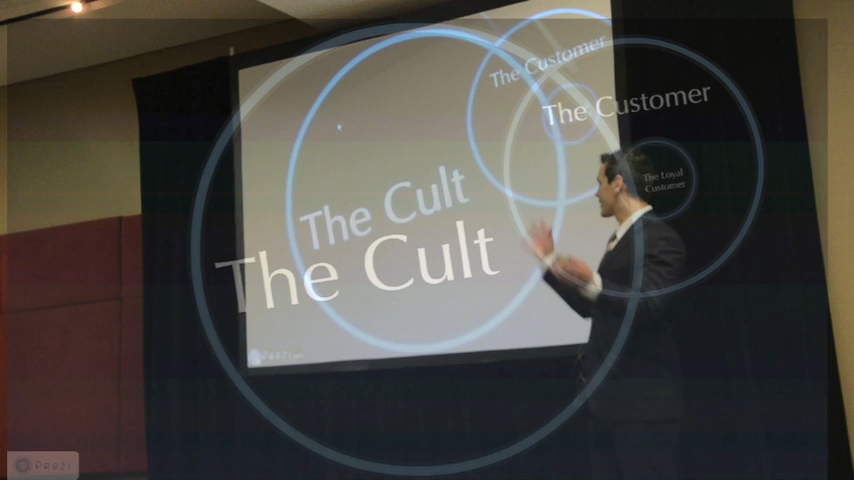 The Customer
The Customer
The Loyal
Customer
The Cult
The Cult
PREZI